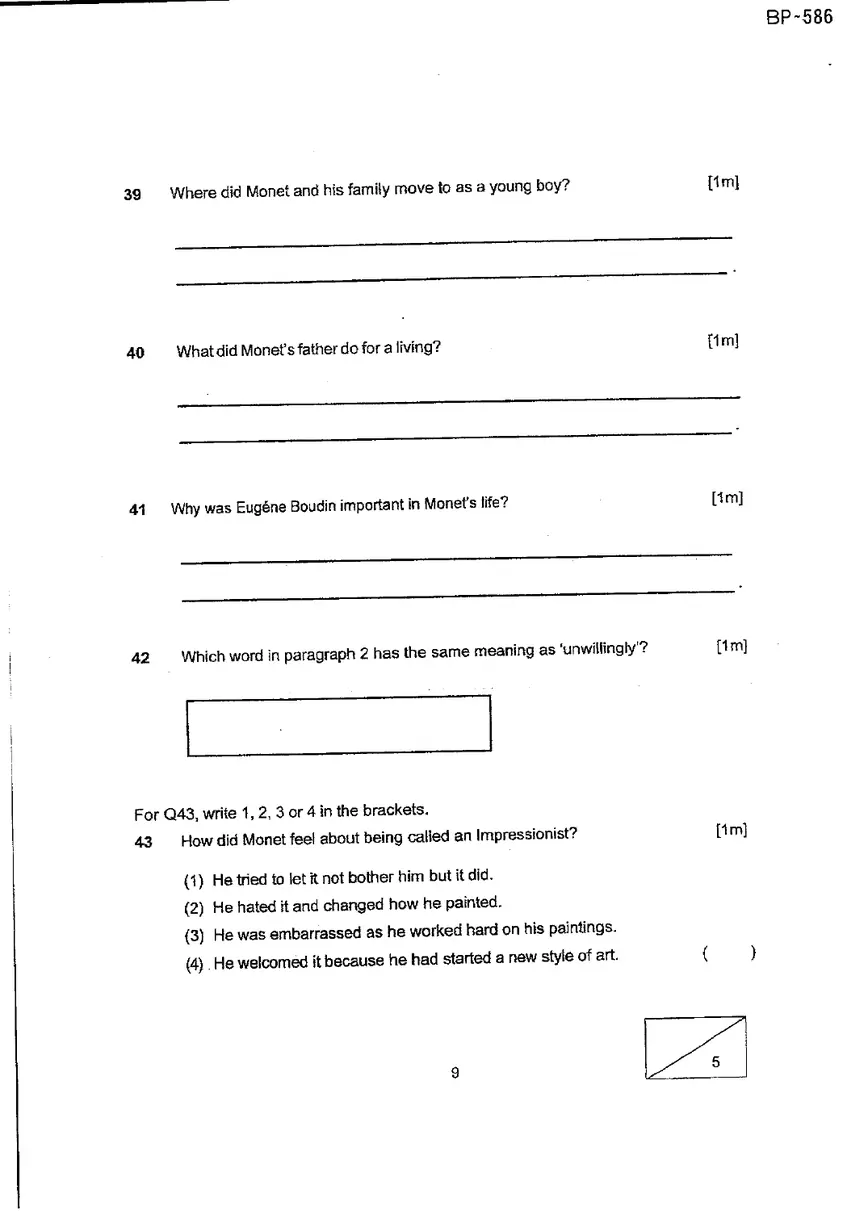 BP-586
39 Where did Monet and his family move to as a young boy? [1m]
.
40 What did Monet's father do for a living? [1m]
.
41 Why was Eugéne Boudin important in Monet's life? [1m]
.
42 Which word in paragraph 2 has the same meaning as 'unwillingly'? [1m]
For Q43, write 1, 2, 3 or 4 in the brackets.
43 How did Monet feel about being called an Impressionist? [1m]
(1) He tried to let it not bother him but it did.
(2) He hated it and changed how he painted.
(3) He was embarrassed as he worked hard on his paintings.
(4) He welcomed it because he had started a new style of art. ( )
5
9